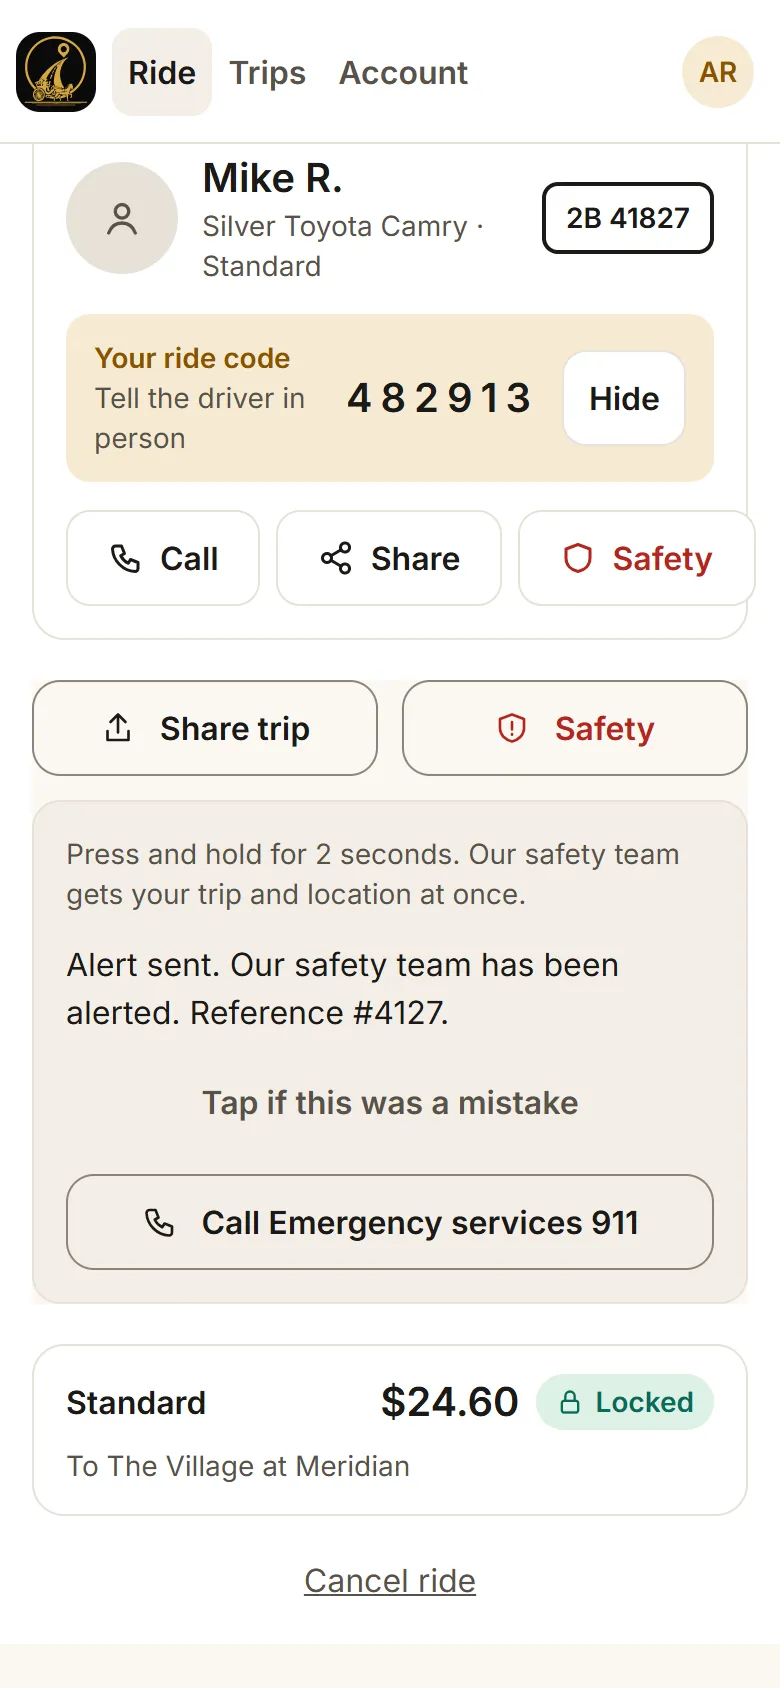 Ride Trips Account AR
Mike R.
Silver Toyota Camry ·
Standard
2B 41827
Your ride code
Tell the driver in
person
482913
Hide
Call
Share
Safety
Share trip
Safety
Press and hold for 2 seconds. Our safety team
gets your trip and location at once.
Alert sent. Our safety team has been
alerted. Reference #4127.
Tap if this was a mistake
Call Emergency services 911
Standard
$24.60
Locked
To The Village at Meridian
Cancel ride